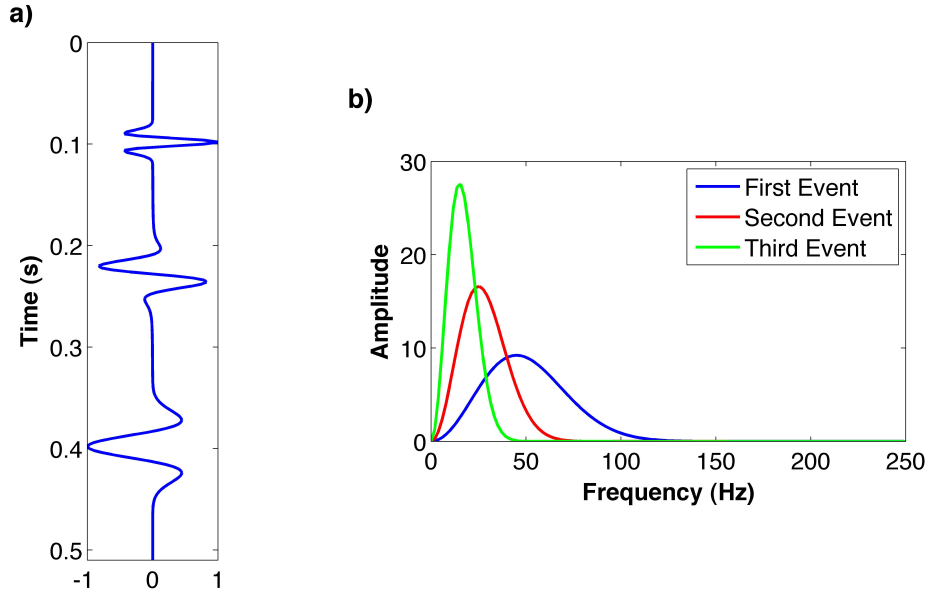 a)
0
0.1
0.2
0.3
0.4
0.5
Time (s)
-1 0 1
b)
30
20
10
0
Amplitude
First Event
Second Event
Third Event
0 50 100 150 200 250
Frequency (Hz)